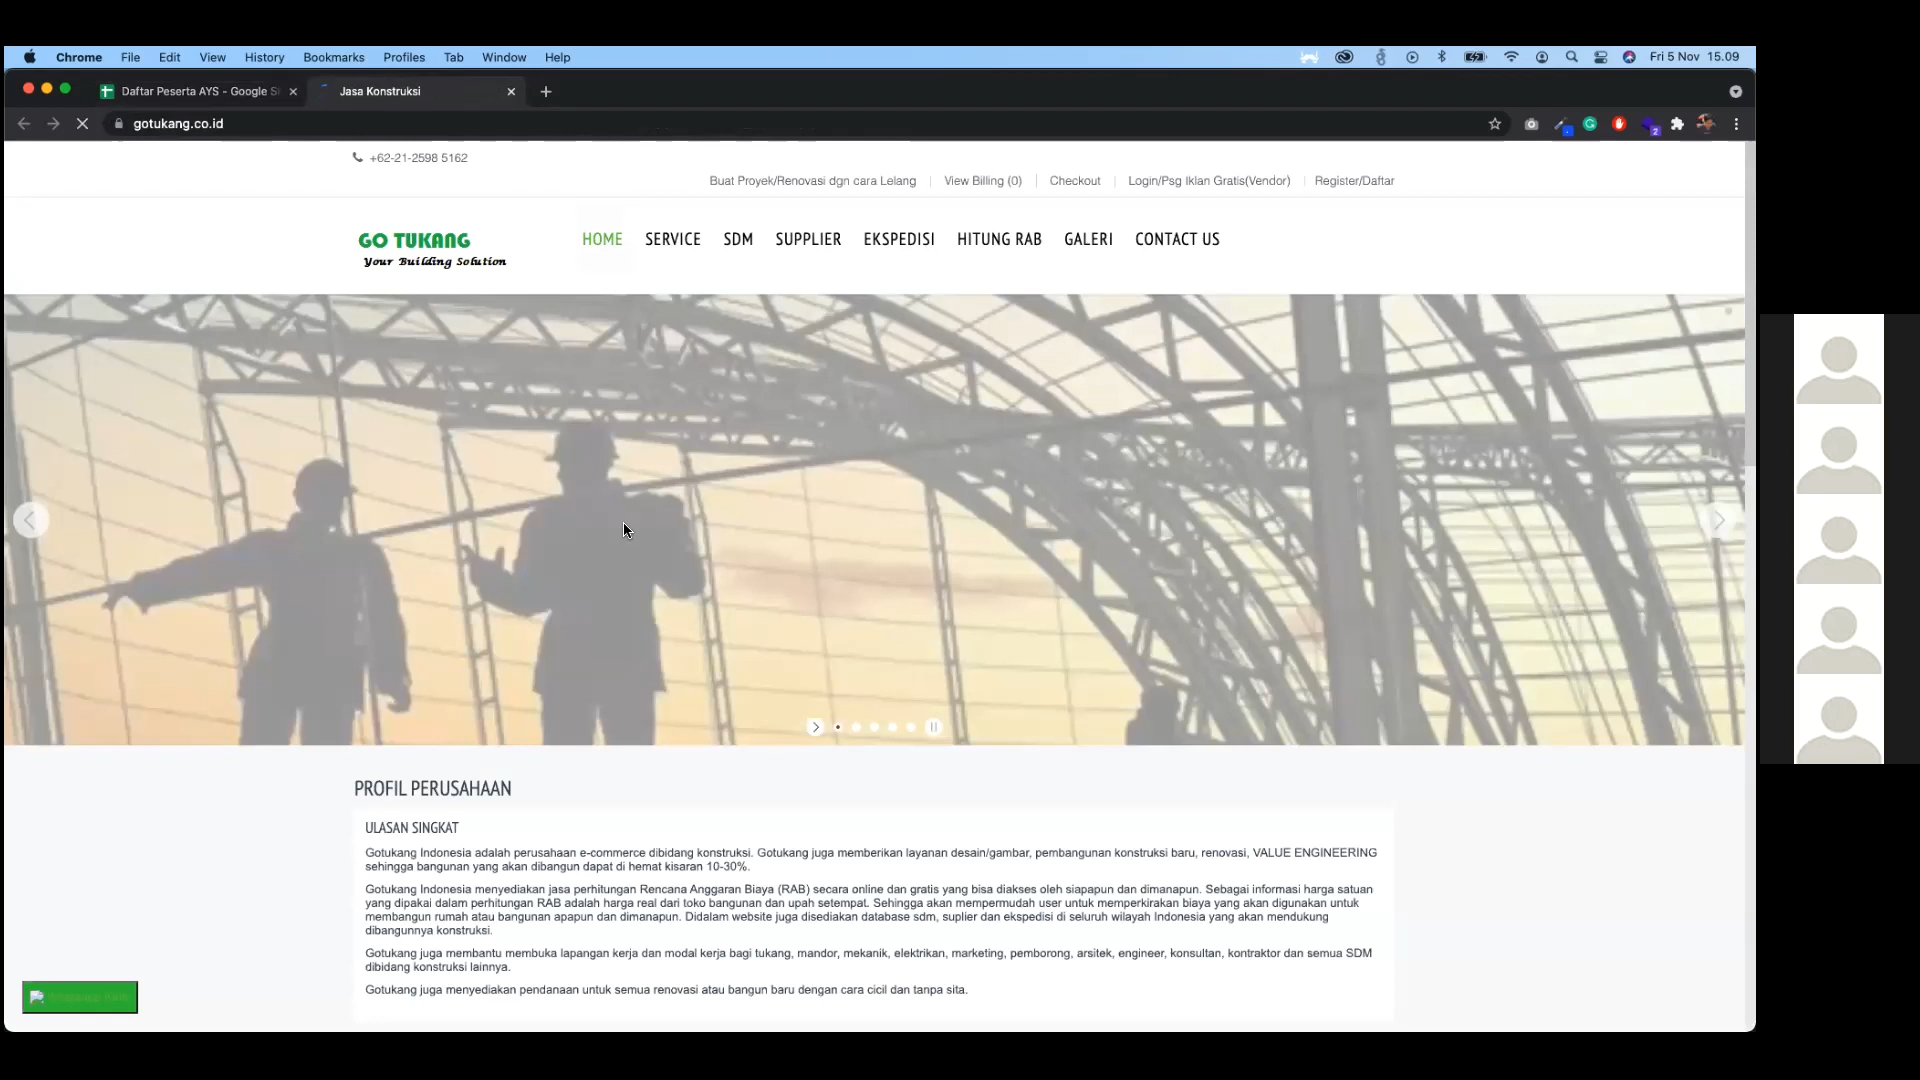 Chrome File Edit View History Bookmarks Profiles Tab Window Help Fri 5 Nov 15.09
Daftar Peserta AYS - Google S Jasa Konstruksi
gotukang.co.id
2
+62-21-2598 5162
Buat Proyek/Renovasi dgn cara Lelang View Billing (0) Checkout Login/Psg Iklan Gratis(Vendor) Register/Daftar
GO TUKANG
Your Building Solution
HOME SERVICE SDM SUPPLIER EKSPEDISI HITUNG RAB GALERI CONTACT US
PROFIL PERUSAHAAN
ULASAN SINGKAT
Gotukang Indonesia adalah perusahaan e-commerce dibidang konstruksi. Gotukang juga memberikan layanan desain/gambar, pembangunan konstruksi baru, renovasi, VALUE ENGINEERING
sehingga bangunan yang akan dibangun dapat di hemat kisaran 10-30%.
Gotukang Indonesia menyediakan jasa perhitungan Rencana Anggaran Biaya (RAB) secara online dan gratis yang bisa diakses oleh siapapun dan dimanapun. Sebagai informasi harga satuan
yang dipakai dalam perhitungan RAB adalah harga real dari toko bangunan dan upah setempat. Sehingga akan mempermudah user untuk memperkirakan biaya yang akan digunakan untuk
membangun rumah atau bangunan apapun dan dimanapun. Didalam website juga disediakan database sdm, suplier dan ekspedisi di seluruh wilayah Indonesia yang akan mendukung
dibangunnya konstruksi.
Gotukang juga membantu membuka lapangan kerja dan modal kerja bagi tukang, mandor, mekanik, elektrikan, marketing, pemborong, arsitek, engineer, konsultan, kontraktor dan semua SDM
dibidang konstruksi lainnya.
Gotukang juga menyediakan pendanaan untuk semua renovasi atau bangun baru dengan cara cicil dan tanpa sita.